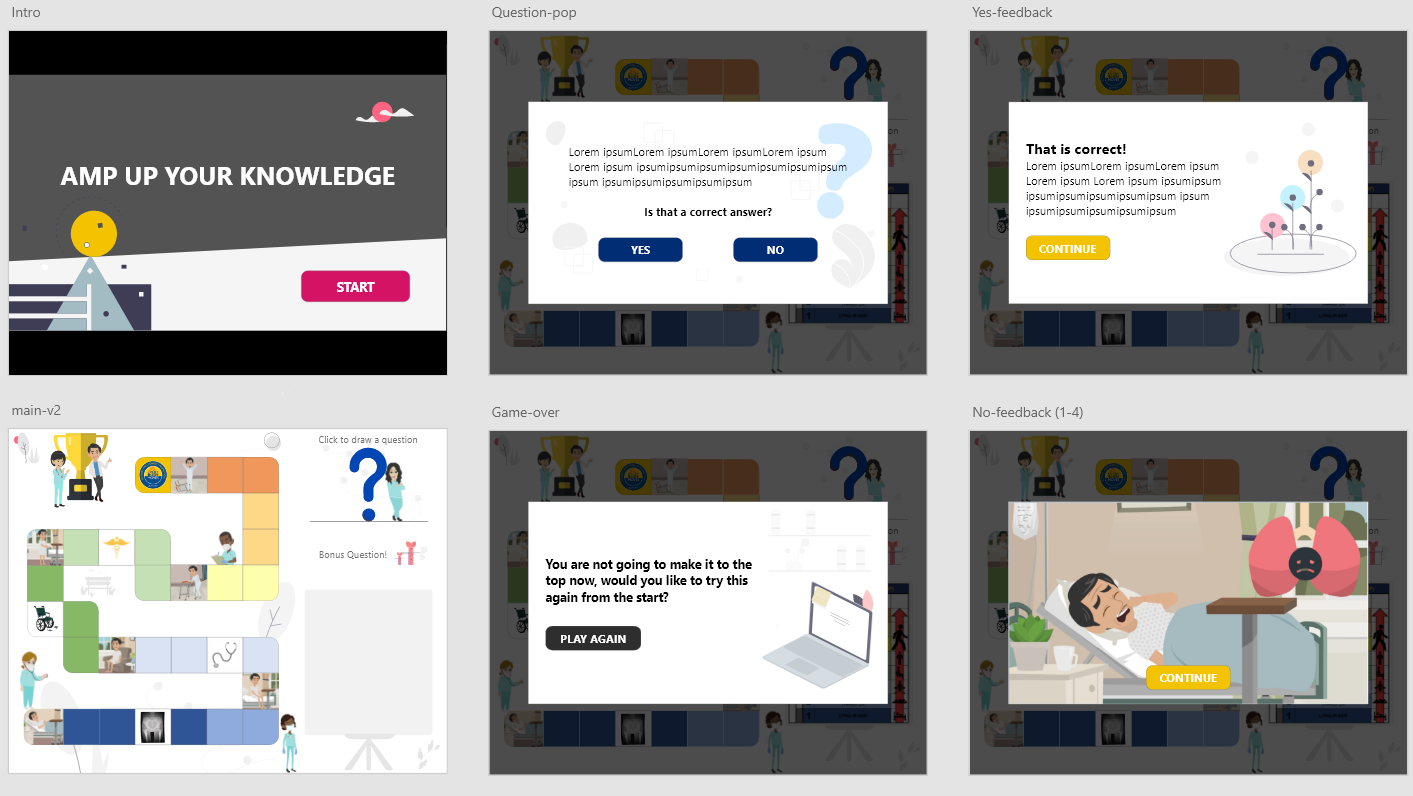 Intro
AMP UP YOUR KNOWLEDGE
START
Question-pop
Lorem ipsumLorem ipsumLorem ipsumLorem ipsum
Lorem ipsum ipsumipsumipsumipsumipsumipsum
ipsum ipsumipsumipsumipsumipsum
Is that a correct answer?
YES
NO
Yes-feedback
That is correct!
Lorem ipsumLorem ipsumLorem ipsum
Lorem ipsum Lorem ipsum ipsumipsum
ipsumipsumipsumipsumipsum ipsum
ipsumipsumipsumipsumipsum
CONTINUE
main-v2
Click to draw a question
Bonus Question!
Game-over
You are not going to make it to the
top now, would you like to try this
again from the start?
PLAY AGAIN
No-feedback (1-4)
CONTINUE